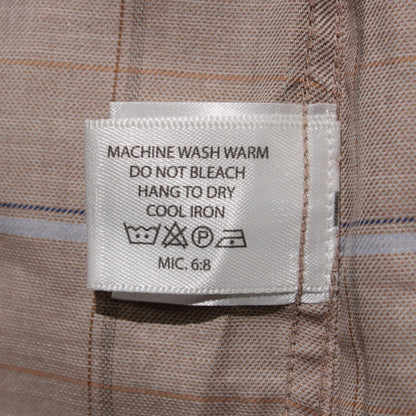 MACHINE WASH WARM
DO NOT BLEACH
HANG TO DRY
COOL IRON
P
MIC. 6:8